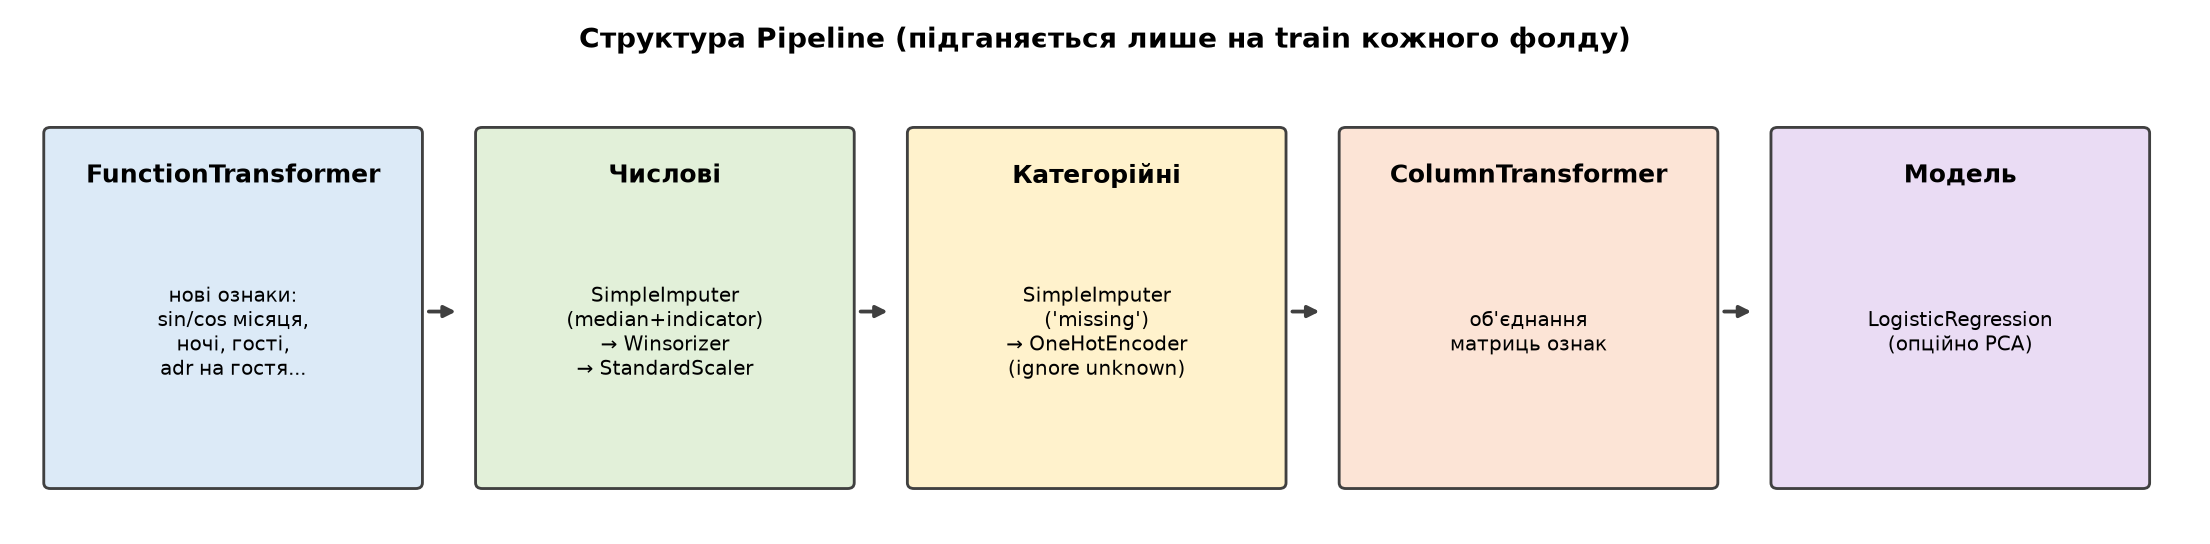 Структура Pipeline (підганяється лише на train кожного фолду)
FunctionTransformer
нові ознаки:
sin/cos місяця,
ночі, гості,
adr на гостя...
Числові
SimpleImputer
(median+indicator)
→ Winsorizer
→ StandardScaler
Категорійні
SimpleImputer
('missing')
→ OneHotEncoder
(ignore unknown)
ColumnTransformer
об'єднання
матриць ознак
Модель
LogisticRegression
(опційно PCA)